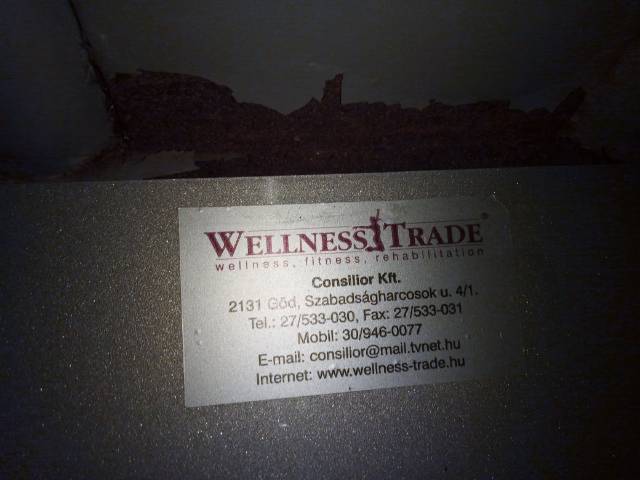 WELLNESS TRADE®
wellness, fitness, rehabilitation
Consilior Kft.
2131 Göd, Szabadságharcosok u. 4/1.
Tel.: 27/533-030, Fax: 27/533-031
Mobil: 30/946-0077
E-mail: consilior@mail.tvnet.hu
Internet: www.wellness-trade.hu